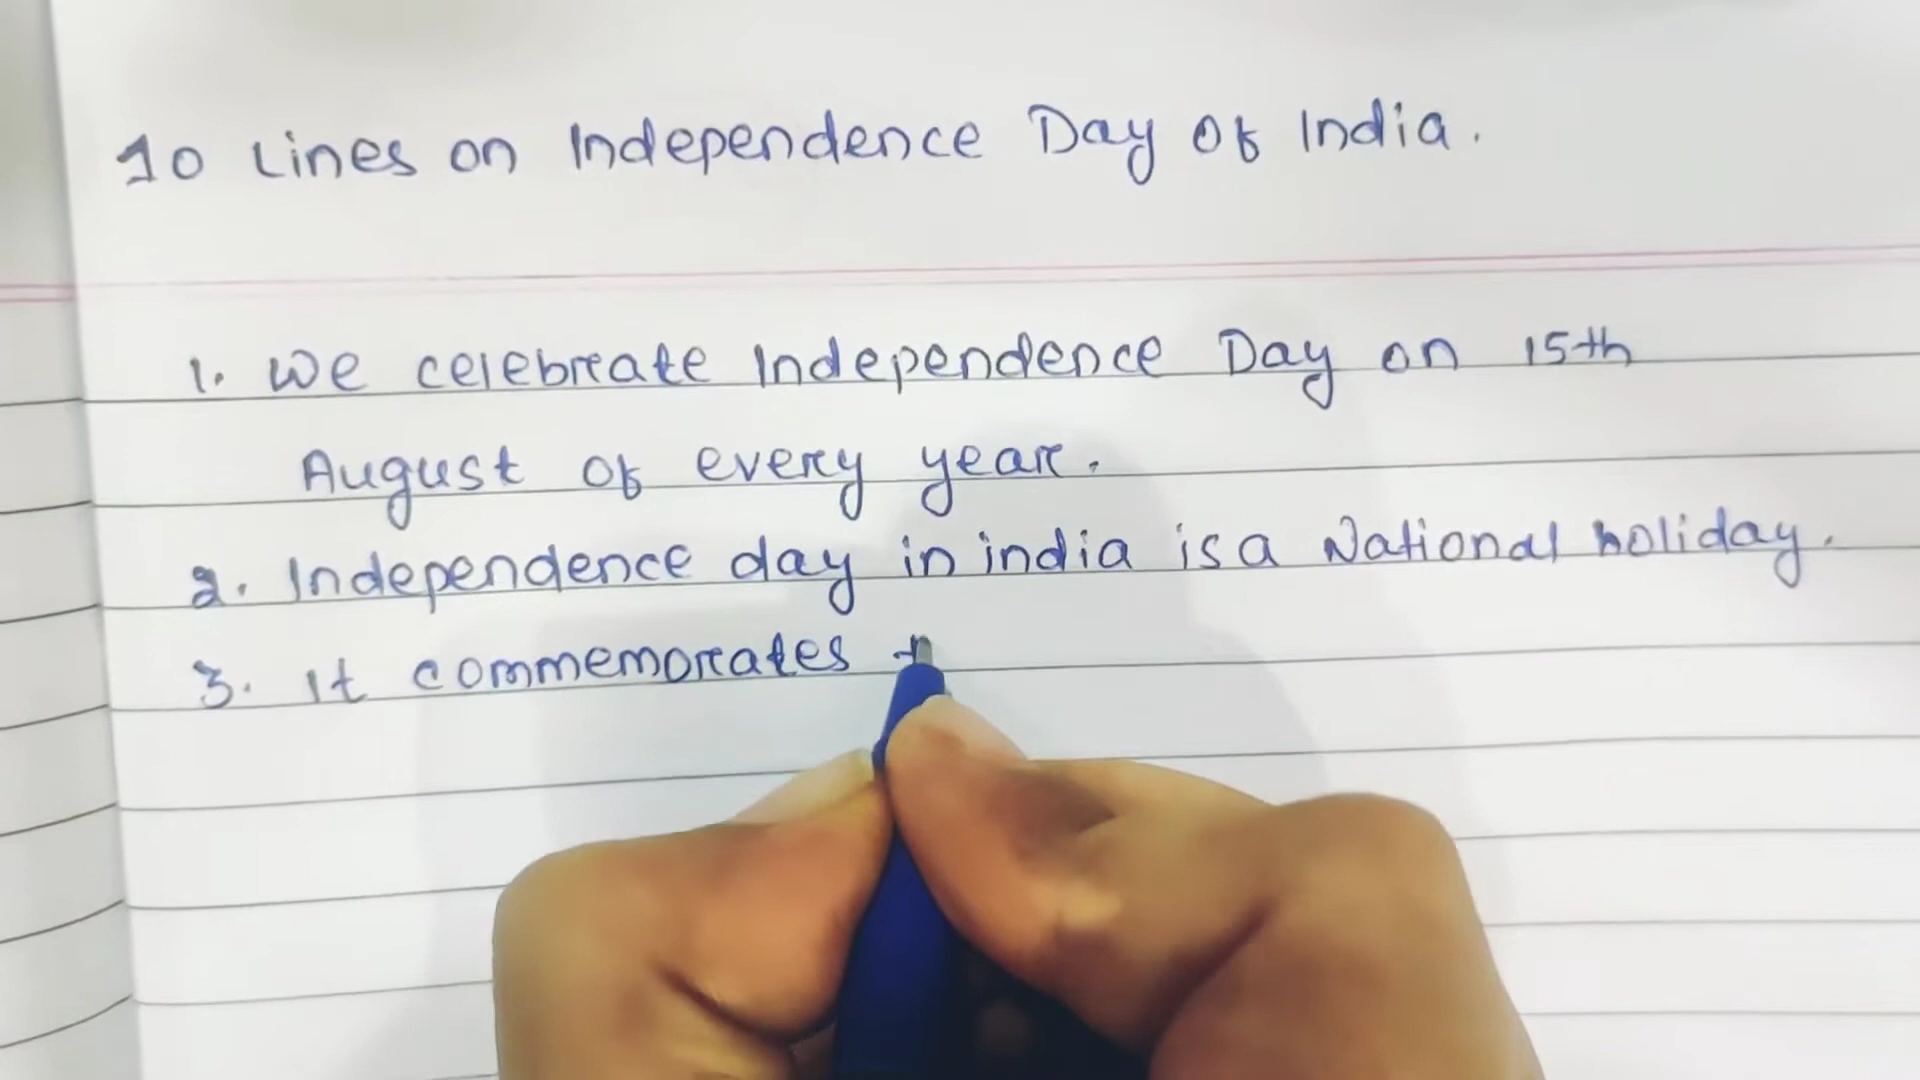 10 Lines on Independence Day of India.
1. We celebrate Independence Day on 15th
August of every year.
2. Independence day in india is a National holiday.
3. It commemorates